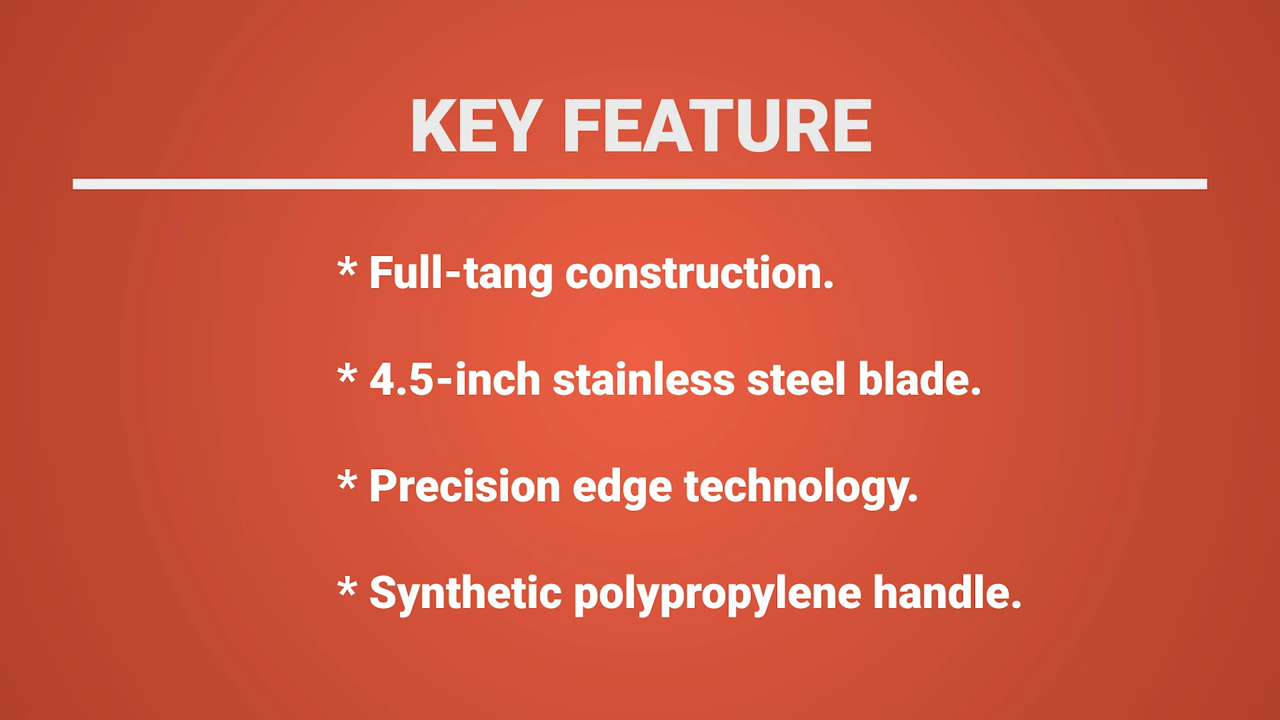 KEY FEATURE
* Full-tang construction.
* 4.5-inch stainless steel blade.
* Precision edge technology.
* Synthetic polypropylene handle.